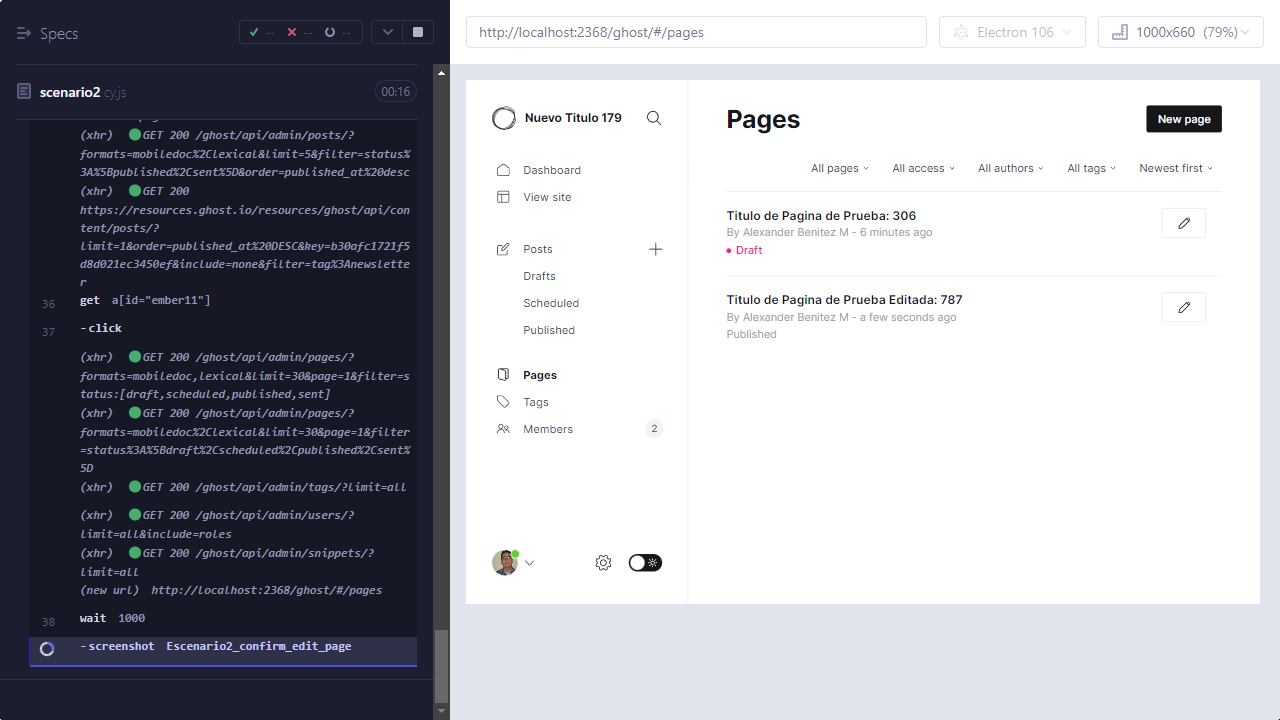 Specs
--
--
--
scenario2.cy.js
00:16
(xhr) GET 200 /ghost/api/admin/posts/?
formats=mobiledoc%2Clexical&limit=5&filter=status%
3A%5Bpublished%2Csent%5D&order=published_at%20desc
(xhr) GET 200
https://resources.ghost.io/resources/ghost/api/con
tent/posts/?
limit=1&order=published_at%20DESC&key=b30afc1721f5
d8d021ec3450ef&include=none&filter=tag%3Anewslette
r
36 get a[id="ember11"]
37 -click
(xhr) GET 200 /ghost/api/admin/pages/?
formats=mobiledoc,lexical&limit=30&page=1&filter=s
tatus:[draft,scheduled,published,sent]
(xhr) GET 200 /ghost/api/admin/pages/?
formats=mobiledoc%2Clexical&limit=30&page=1&filter
=status%3A%5Bdraft%2Cscheduled%2Cpublished%2Csent%
5D
(xhr) GET 200 /ghost/api/admin/tags/?limit=all
(xhr) GET 200 /ghost/api/admin/users/?
limit=all&include=roles
(xhr) GET 200 /ghost/api/admin/snippets/?
limit=all
(new url) http://localhost:2368/ghost/#/pages
38 wait 1000
-screenshot Escenario2_confirm_edit_page
http://localhost:2368/ghost/#/pages
Electron 106
1000x660 (79%)
Nuevo Titulo 179
Dashboard
View site
Posts
Drafts
Scheduled
Published
Pages
Tags
Members 2
Pages
New page
All pages
All access
All authors
All tags
Newest first
Titulo de Pagina de Prueba: 306
By Alexander Benitez M - 6 minutes ago
Draft
Titulo de Pagina de Prueba Editada: 787
By Alexander Benitez M - a few seconds ago
Published